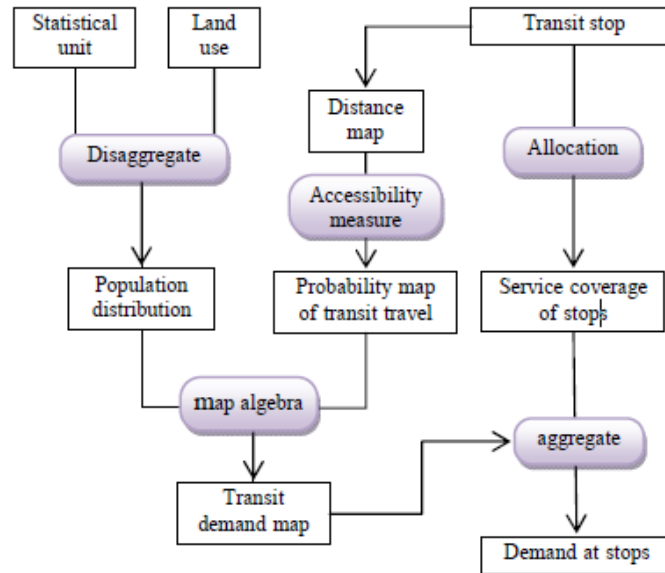 Statistical
unit
Land
use
Transit stop
Distance
map
Disaggregate
Allocation
Accessibility
measure
Population
distribution
Probability map
of transit travel
Service coverage
of stops
map algebra
aggregate
Transit
demand map
Demand at stops